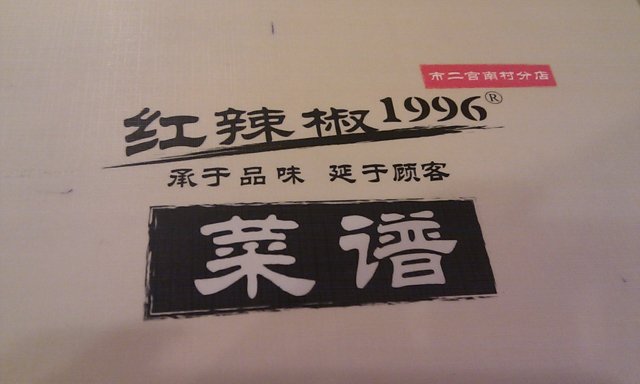 市二宫南村分店
红辣椒1996®
承于品味 延于顾客
菜谱